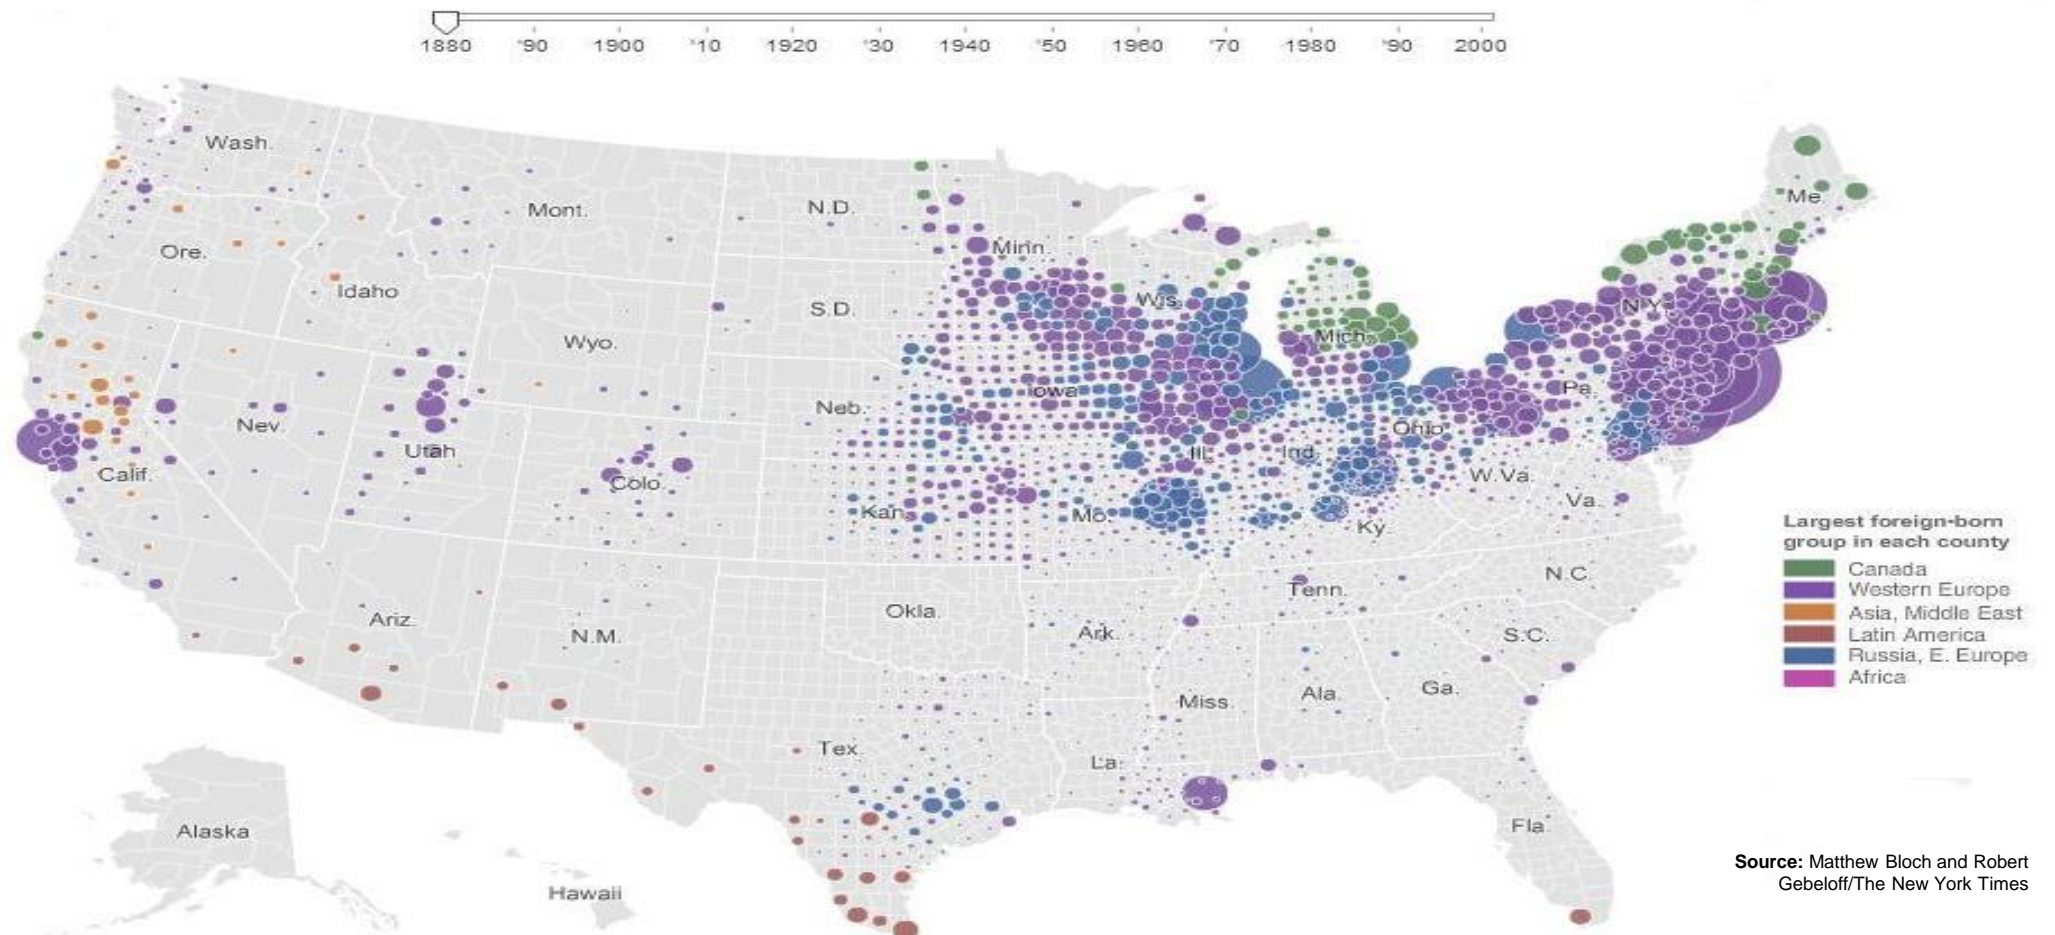 1880 '90 1900 '10 1920 '30 1940 '50 1960 '70 1980 '90 2000
Wash.
Mont.
N.D.
Minn.
Me.
Ore.
Idaho
S.D.
Wis.
N.Y.
Mich.
Wyo.
Iowa
Pa.
Neb.
Nev.
Utah
Ohio
Calif.
Colo.
Ill.
Ind.
W.Va.
Va.
Kan.
Mo.
Ky.
Largest foreign-born
group in each county
Canada
Western Europe
Asia, Middle East
Latin America
Russia, E. Europe
Africa
N.C.
Tenn.
Okla.
Ariz.
N.M.
Ark.
S.C.
Miss.
Ala.
Ga.
Tex.
La.
Fla.
Alaska
Hawaii
Source: Matthew Bloch and Robert
Gebeloff/The New York Times